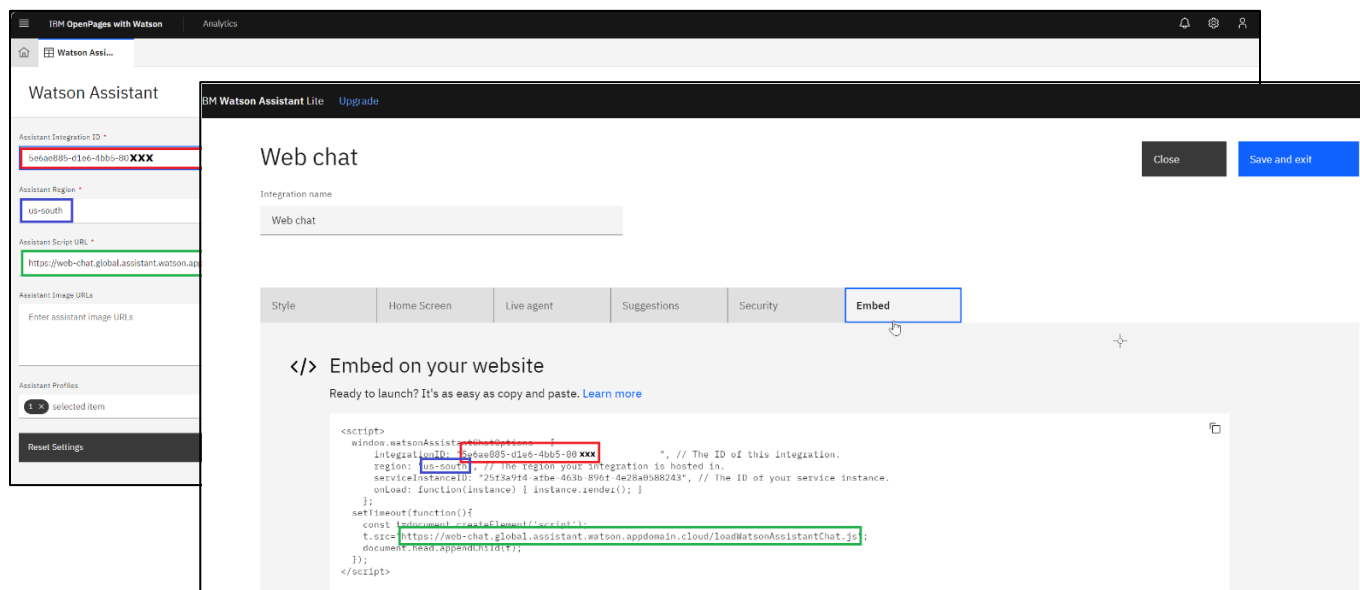 IBM OpenPages with Watson
Analytics
Watson Assi...
Watson Assistant
Assistant Integration ID *
5e6ae885-d1e6-4bb5-80 XXX
Assistant Region *
us-south
Assistant Script URL *
https://web-chat.global.assistant.watson.ap
Assistant Image URLs
Enter assistant image URLs
Assistant Profiles
1 × selected item
Reset Settings
BM Watson Assistant Lite Upgrade
Web chat
Close
Save and exit
Integration name
Web chat
Style
Home Screen
Live agent
Suggestions
Security
Embed
</> Embed on your website
Ready to launch? It's as easy as copy and paste. Learn more
<script>
window.watsonAssistantChatOptions = {
integrationID: "5e6ae885-d1e6-4bb5-80 xxx ", // The ID of this integration.
region: "us-south", // The region your integration is hosted in.
serviceInstanceID: "25f3a9f4-afbe-463b-896f-4e28a0588243", // The ID of your service instance.
onLoad: function(instance) { instance.render(); }
};
setTimeout(function(){
const t=document.createElement('script');
t.src="https://web-chat.global.assistant.watson.appdomain.cloud/loadWatsonAssistantChat.js";
document.head.appendChild(t);
});
</script>